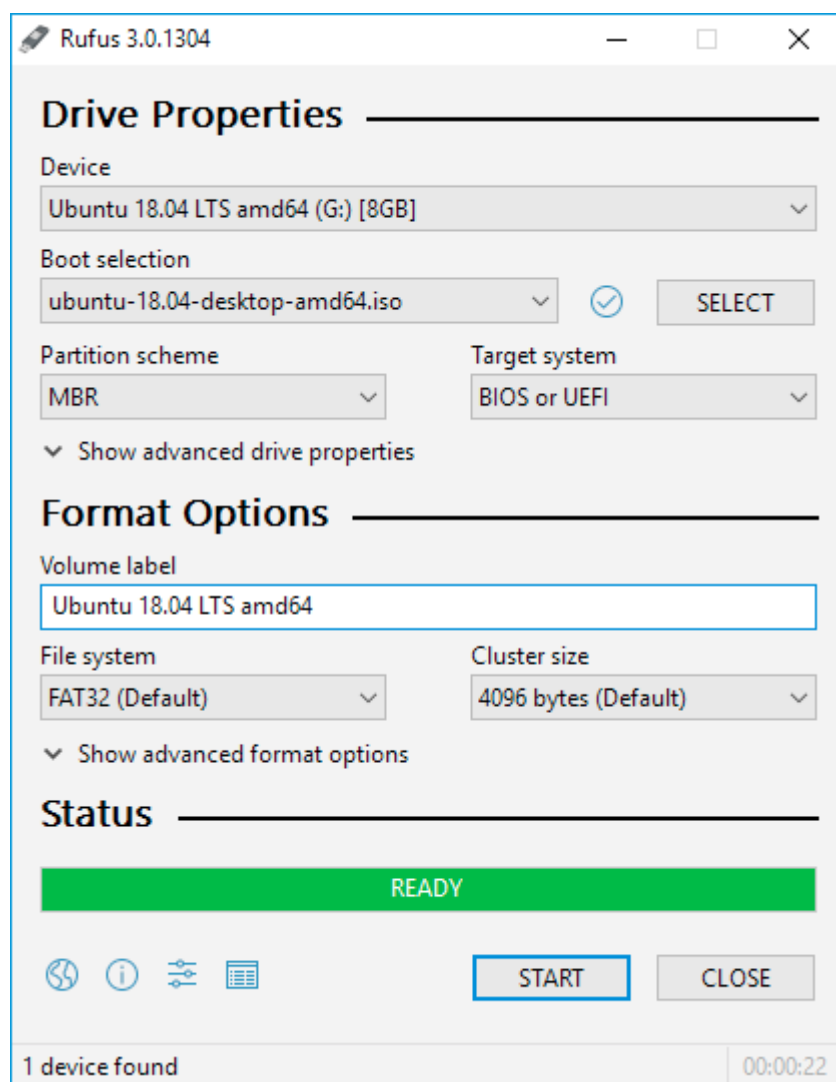 Rufus 3.0.1304
Drive Properties
Device
Ubuntu 18.04 LTS amd64 (G:) [8GB]
Boot selection
ubuntu-18.04-desktop-amd64.iso
SELECT
Partition scheme
Target system
MBR
BIOS or UEFI
Show advanced drive properties
Format Options
Volume label
Ubuntu 18.04 LTS amd64
File system
Cluster size
FAT32 (Default)
4096 bytes (Default)
Show advanced format options
Status
READY
START
CLOSE
1 device found
00:00:22